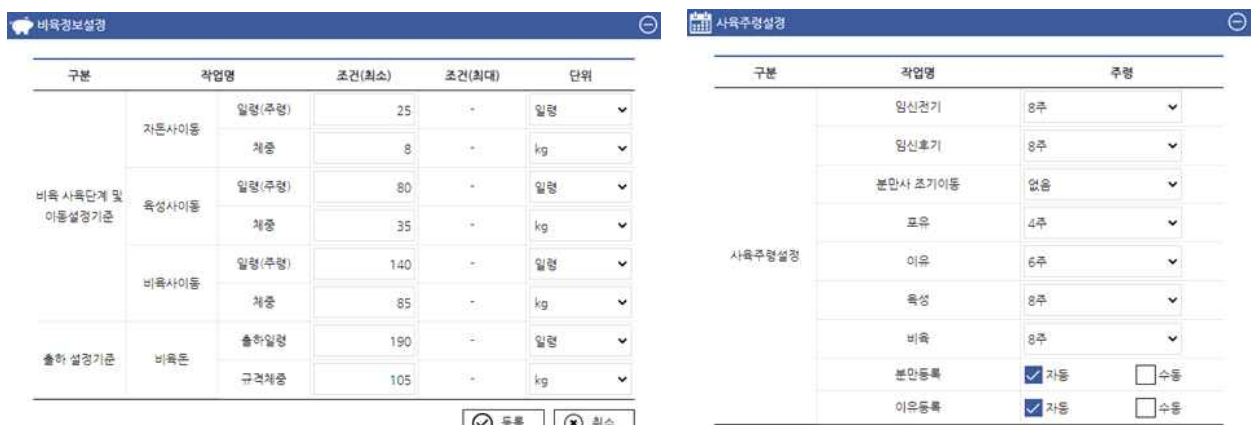 비육정보설정
구분 작업명 조건(최소) 조건(최대) 단위
비육 사육단계 및
이동설정기준
자돈사이동
일령(주령) 25 - 일령
체중 8 - kg
육성사이동
일령(주령) 80 - 일령
체중 35 - kg
비육사이동
일령(주령) 140 - 일령
체중 85 - kg
출하 설정기준
비육돈
출하일령 190 - 일령
규격체중 105 - kg
등록 취소
사육주령설정
구분 작업명 주령
사육주령설정
임신전기 8주
임신후기 8주
분만사 조기이동 없음
포유 4주
이유 6주
육성 8주
비육 8주
분만등록 자동 수동
이유등록 자동 수동